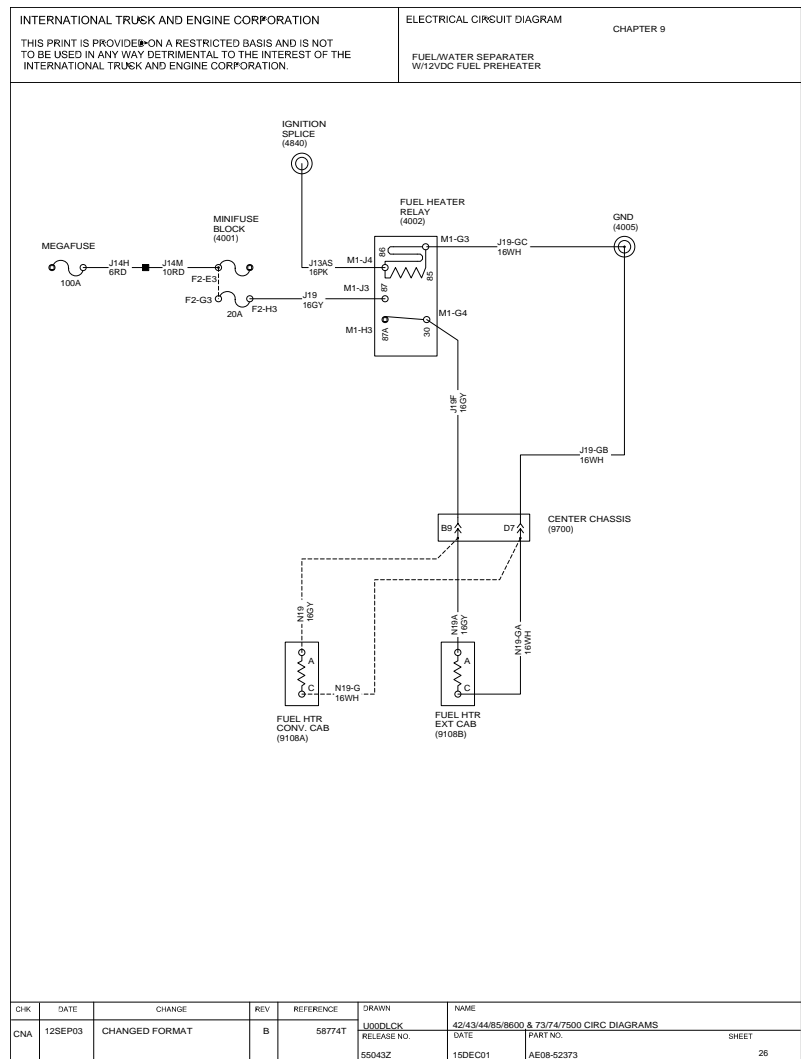 INTERNATIONAL TRUCK AND ENGINE CORPORATION
THIS PRINT IS PROVIDED ON A RESTRICTED BASIS AND IS NOT
TO BE USED IN ANY WAY DETRIMENTAL TO THE INTEREST OF THE
INTERNATIONAL TRUCK AND ENGINE CORPORATION.
ELECTRICAL CIRCUIT DIAGRAM
CHAPTER 9
FUEL/WATER SEPARATER
W/12VDC FUEL PREHEATER
IGNITION
SPLICE
(4840)
FUEL HEATER
RELAY
(4002)
GND
(4005)
MINIFUSE
BLOCK
(4001)
MEGAFUSE
100A
J14H
6RD
J14M
10RD
F2-E3
F2-G3
20A
F2-H3
J13AS
16PK
M1-J4
M1-J3
J19
16GY
M1-H3
86
85
87
87A
30
M1-G3
M1-G4
J19-GC
16WH
J19F
16GY
J19-GB
16WH
B9
D7
CENTER CHASSIS
(9700)
N19
16GY
N19A
16GY
N19-GA
16WH
A
C
N19-G
16WH
A
C
FUEL HTR
CONV. CAB
(9108A)
FUEL HTR
EXT CAB
(9108B)
CHK DATE CHANGE REV REFERENCE DRAWN NAME
CNA 12SEP03 CHANGED FORMAT B 58774T U00DLCK 42/43/44/85/8600 & 73/74/7500 CIRC DIAGRAMS
RELEASE NO. DATE PART NO. SHEET
55043Z 15DEC01 AE08-52373 26